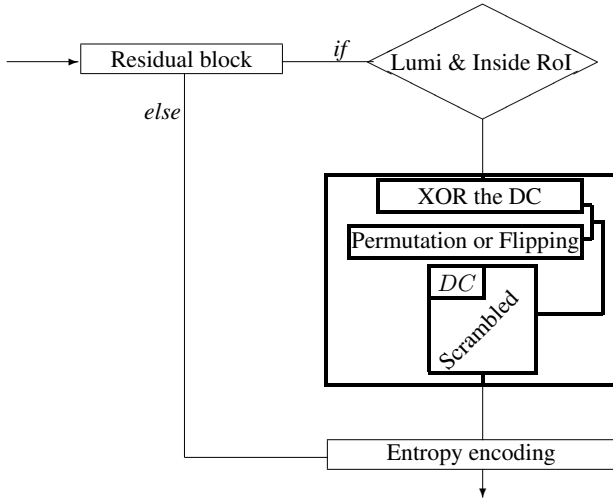 Residual block
if
Lumi & Inside RoI
else
XOR the DC
Permutation or Flipping
DC
Scrambled
Entropy encoding